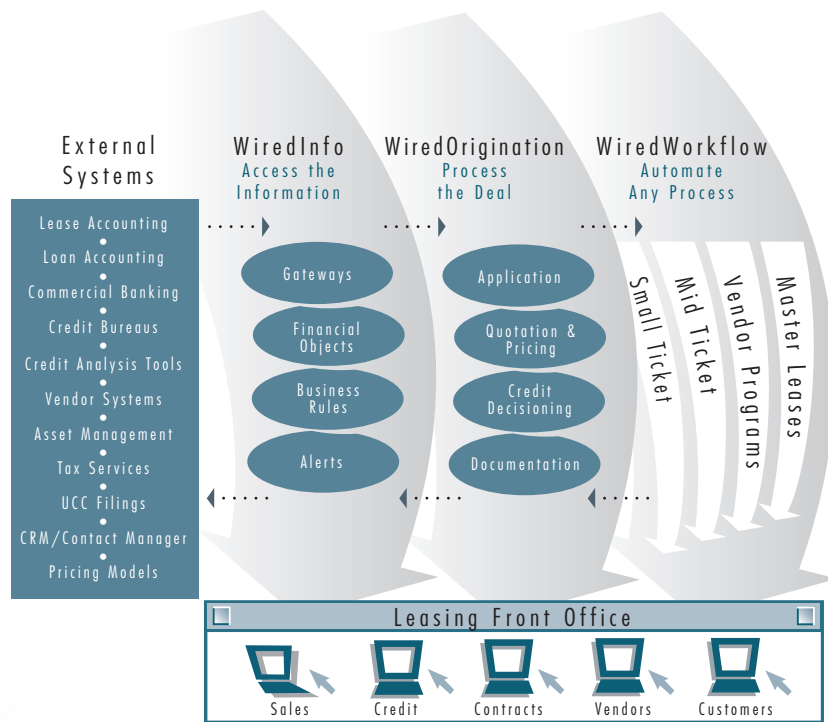 External
Systems
Lease Accounting
Loan Accounting
Commercial Banking
Credit Bureaus
Credit Analysis Tools
Vendor Systems
Asset Management
Tax Services
UCC Filings
CRM/Contact Manager
Pricing Models
WiredInfo
Access the
Information
Gateways
Financial
Objects
Business
Rules
Alerts
WiredOrigination
Process
the Deal
Application
Quotation &
Pricing
Credit
Decisioning
Documentation
WiredWorkflow
Automate
Any Process
Small Ticket
Mid Ticket
Vendor Programs
Master Leases
Leasing Front Office
Sales
Credit
Contracts
Vendors
Customers